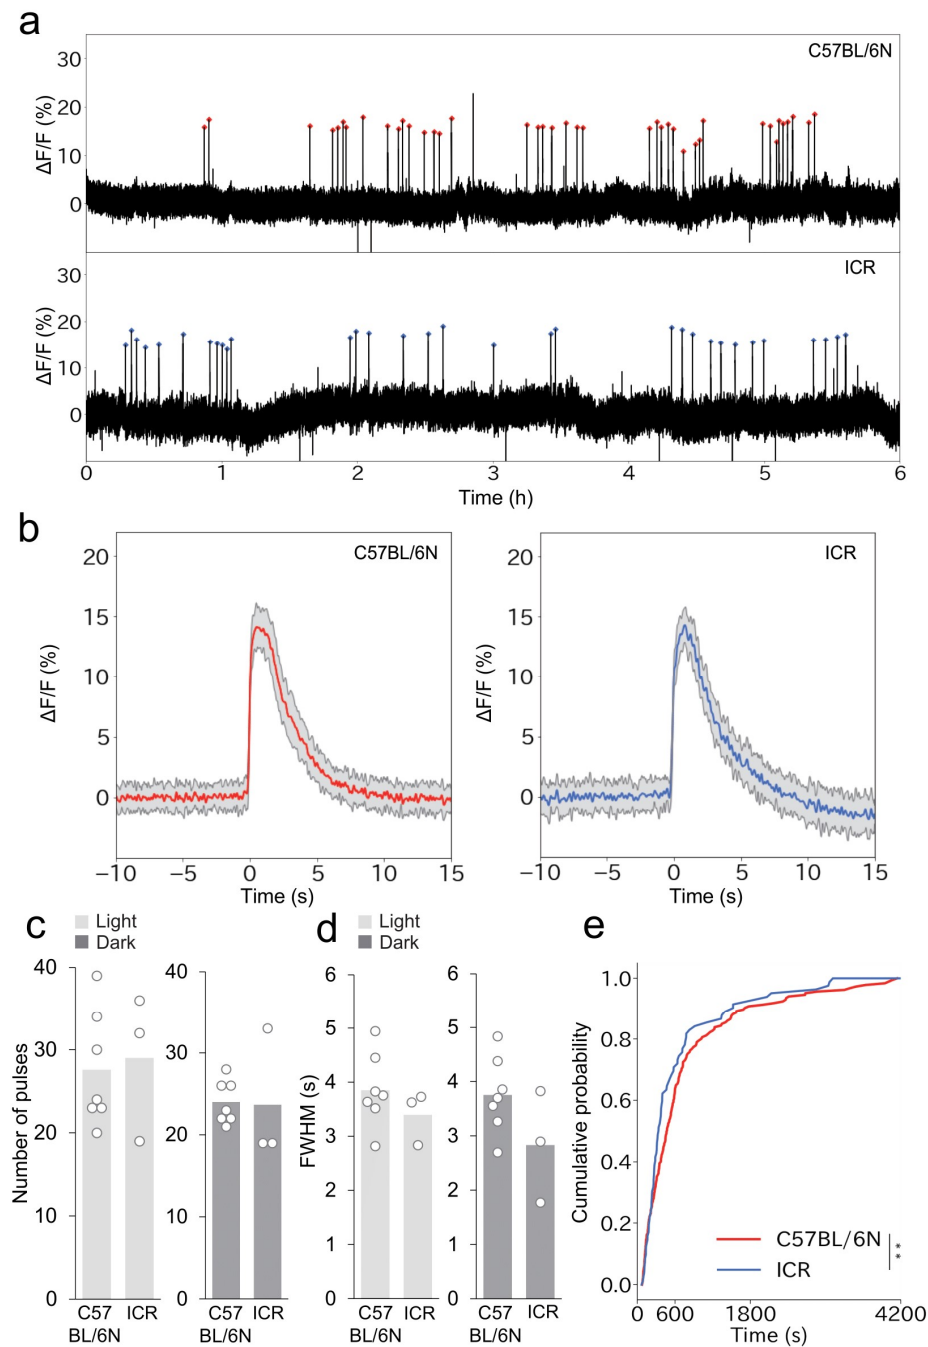 a
C57BL/6N
30
20
10
0
ΔF/F (%)
ICR
30
20
10
0
ΔF/F (%)
0 1 2 3 4 5 6
Time (h)
b
C57BL/6N
20
15
10
5
0
ΔF/F (%)
−10 −5 0 5 10 15
Time (s)
ICR
20
15
10
5
0
ΔF/F (%)
−10 −5 0 5 10 15
Time (s)
c
Light
Dark
Number of pulses
40
30
20
10
0
C57 ICR
BL/6N
40
30
20
10
0
C57 ICR
BL/6N
d
Light
Dark
FWHM (s)
6
5
4
3
2
1
0
C57 ICR
BL/6N
6
5
4
3
2
1
0
C57 ICR
BL/6N
e
Cumulative probability
1.0
0.8
0.6
0.4
0.2
0.0
C57BL/6N
ICR
**
0 600 1800 4200
Time (s)